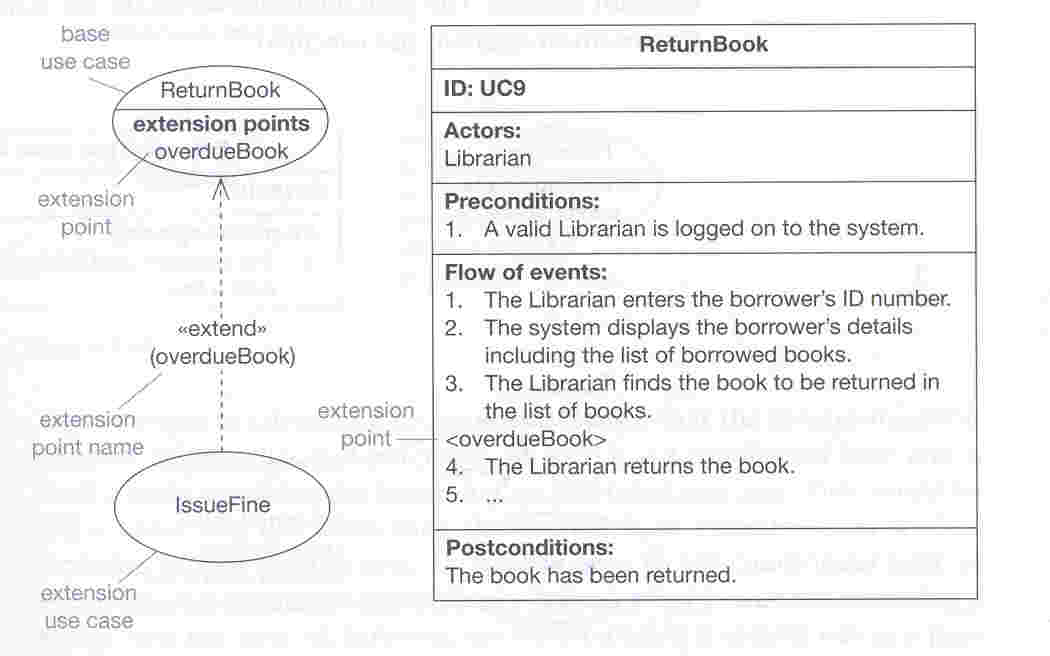 base
use case
ReturnBook
extension points
overdueBook
extension
point
«extend»
(overdueBook)
extension
point name
IssueFine
extension
use case
ReturnBook
ID: UC9
Actors:
Librarian
Preconditions:
1. A valid Librarian is logged on to the system.
Flow of events:
1. The Librarian enters the borrower's ID number.
2. The system displays the borrower's details
including the list of borrowed books.
3. The Librarian finds the book to be returned in
the list of books.
extension
point
<overdueBook>
4. The Librarian returns the book.
5. ...
Postconditions:
The book has been returned.